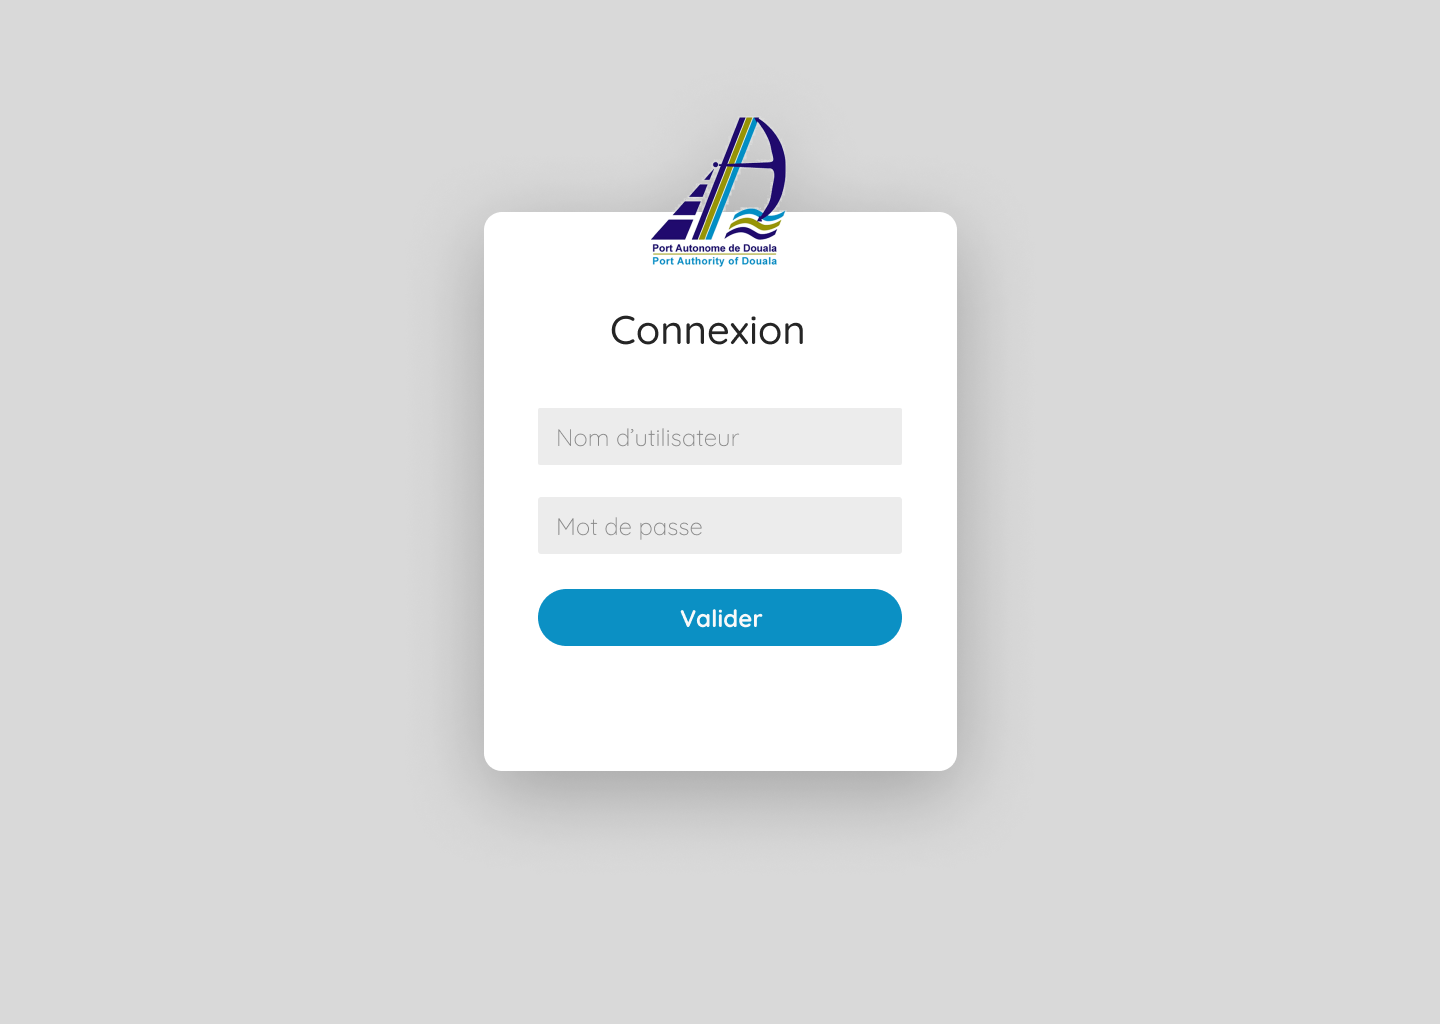 Port Autonome de Douala
Port Authority of Douala
Connexion
Nom d’utilisateur
Mot de passe
Valider